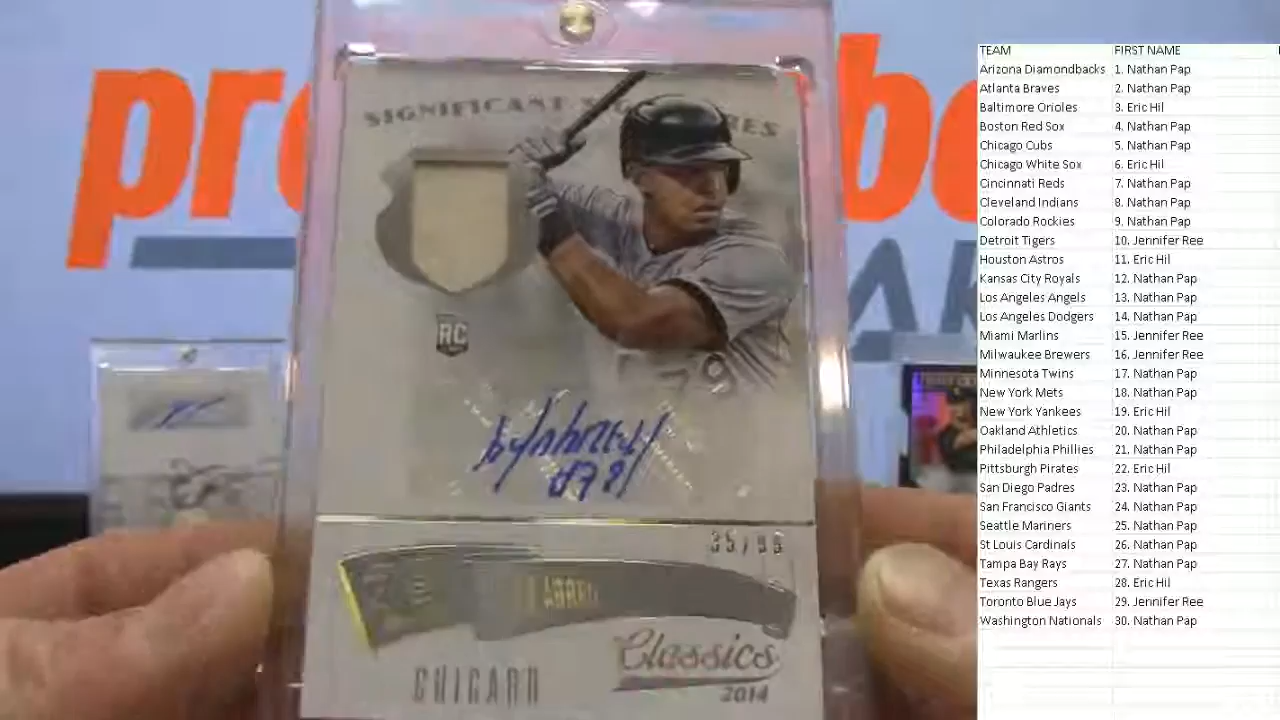 SIGNIFICANT
RC
79
35/99
CHICAGO
Classics
2014
TEAM FIRST NAME
Arizona Diamondbacks 1. Nathan Pap
Atlanta Braves 2. Nathan Pap
Baltimore Orioles 3. Eric Hil
Boston Red Sox 4. Nathan Pap
Chicago Cubs 5. Nathan Pap
Chicago White Sox 6. Eric Hil
Cincinnati Reds 7. Nathan Pap
Cleveland Indians 8. Nathan Pap
Colorado Rockies 9. Nathan Pap
Detroit Tigers 10. Jennifer Ree
Houston Astros 11. Eric Hil
Kansas City Royals 12. Nathan Pap
Los Angeles Angels 13. Nathan Pap
Los Angeles Dodgers 14. Nathan Pap
Miami Marlins 15. Jennifer Ree
Milwaukee Brewers 16. Jennifer Ree
Minnesota Twins 17. Nathan Pap
New York Mets 18. Nathan Pap
New York Yankees 19. Eric Hil
Oakland Athletics 20. Nathan Pap
Philadelphia Phillies 21. Nathan Pap
Pittsburgh Pirates 22. Eric Hil
San Diego Padres 23. Nathan Pap
San Francisco Giants 24. Nathan Pap
Seattle Mariners 25. Nathan Pap
St Louis Cardinals 26. Nathan Pap
Tampa Bay Rays 27. Nathan Pap
Texas Rangers 28. Eric Hil
Toronto Blue Jays 29. Jennifer Ree
Washington Nationals 30. Nathan Pap